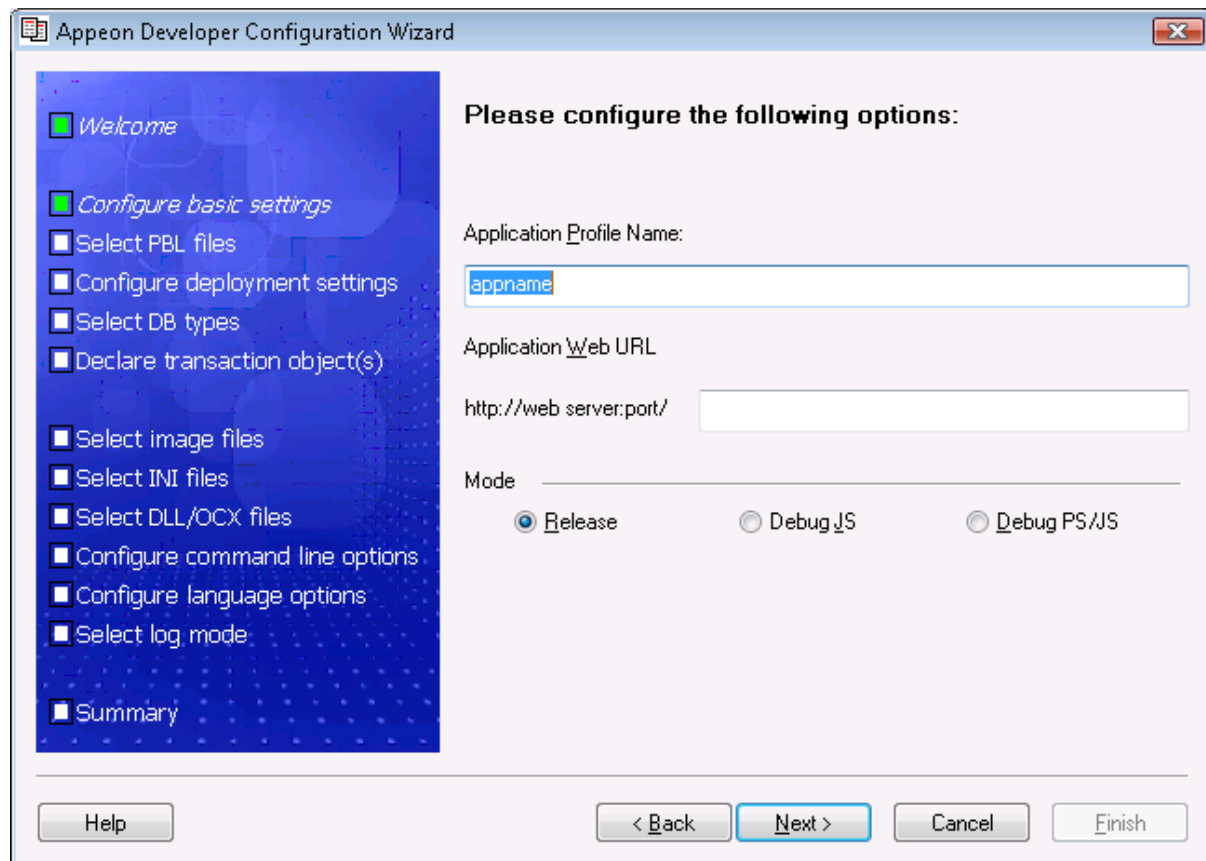 Appeon Developer Configuration Wizard
Welcome
Configure basic settings
Select PBL files
Configure deployment settings
Select DB types
Declare transaction object(s)
Select image files
Select INI files
Select DLL/OCX files
Configure command line options
Configure language options
Select log mode
Summary
Please configure the following options:
Application Profile Name:
appname
Application Web URL
http://web server:port/
Mode
Release Debug JS Debug PS/JS
Help < Back Next > Cancel Finish